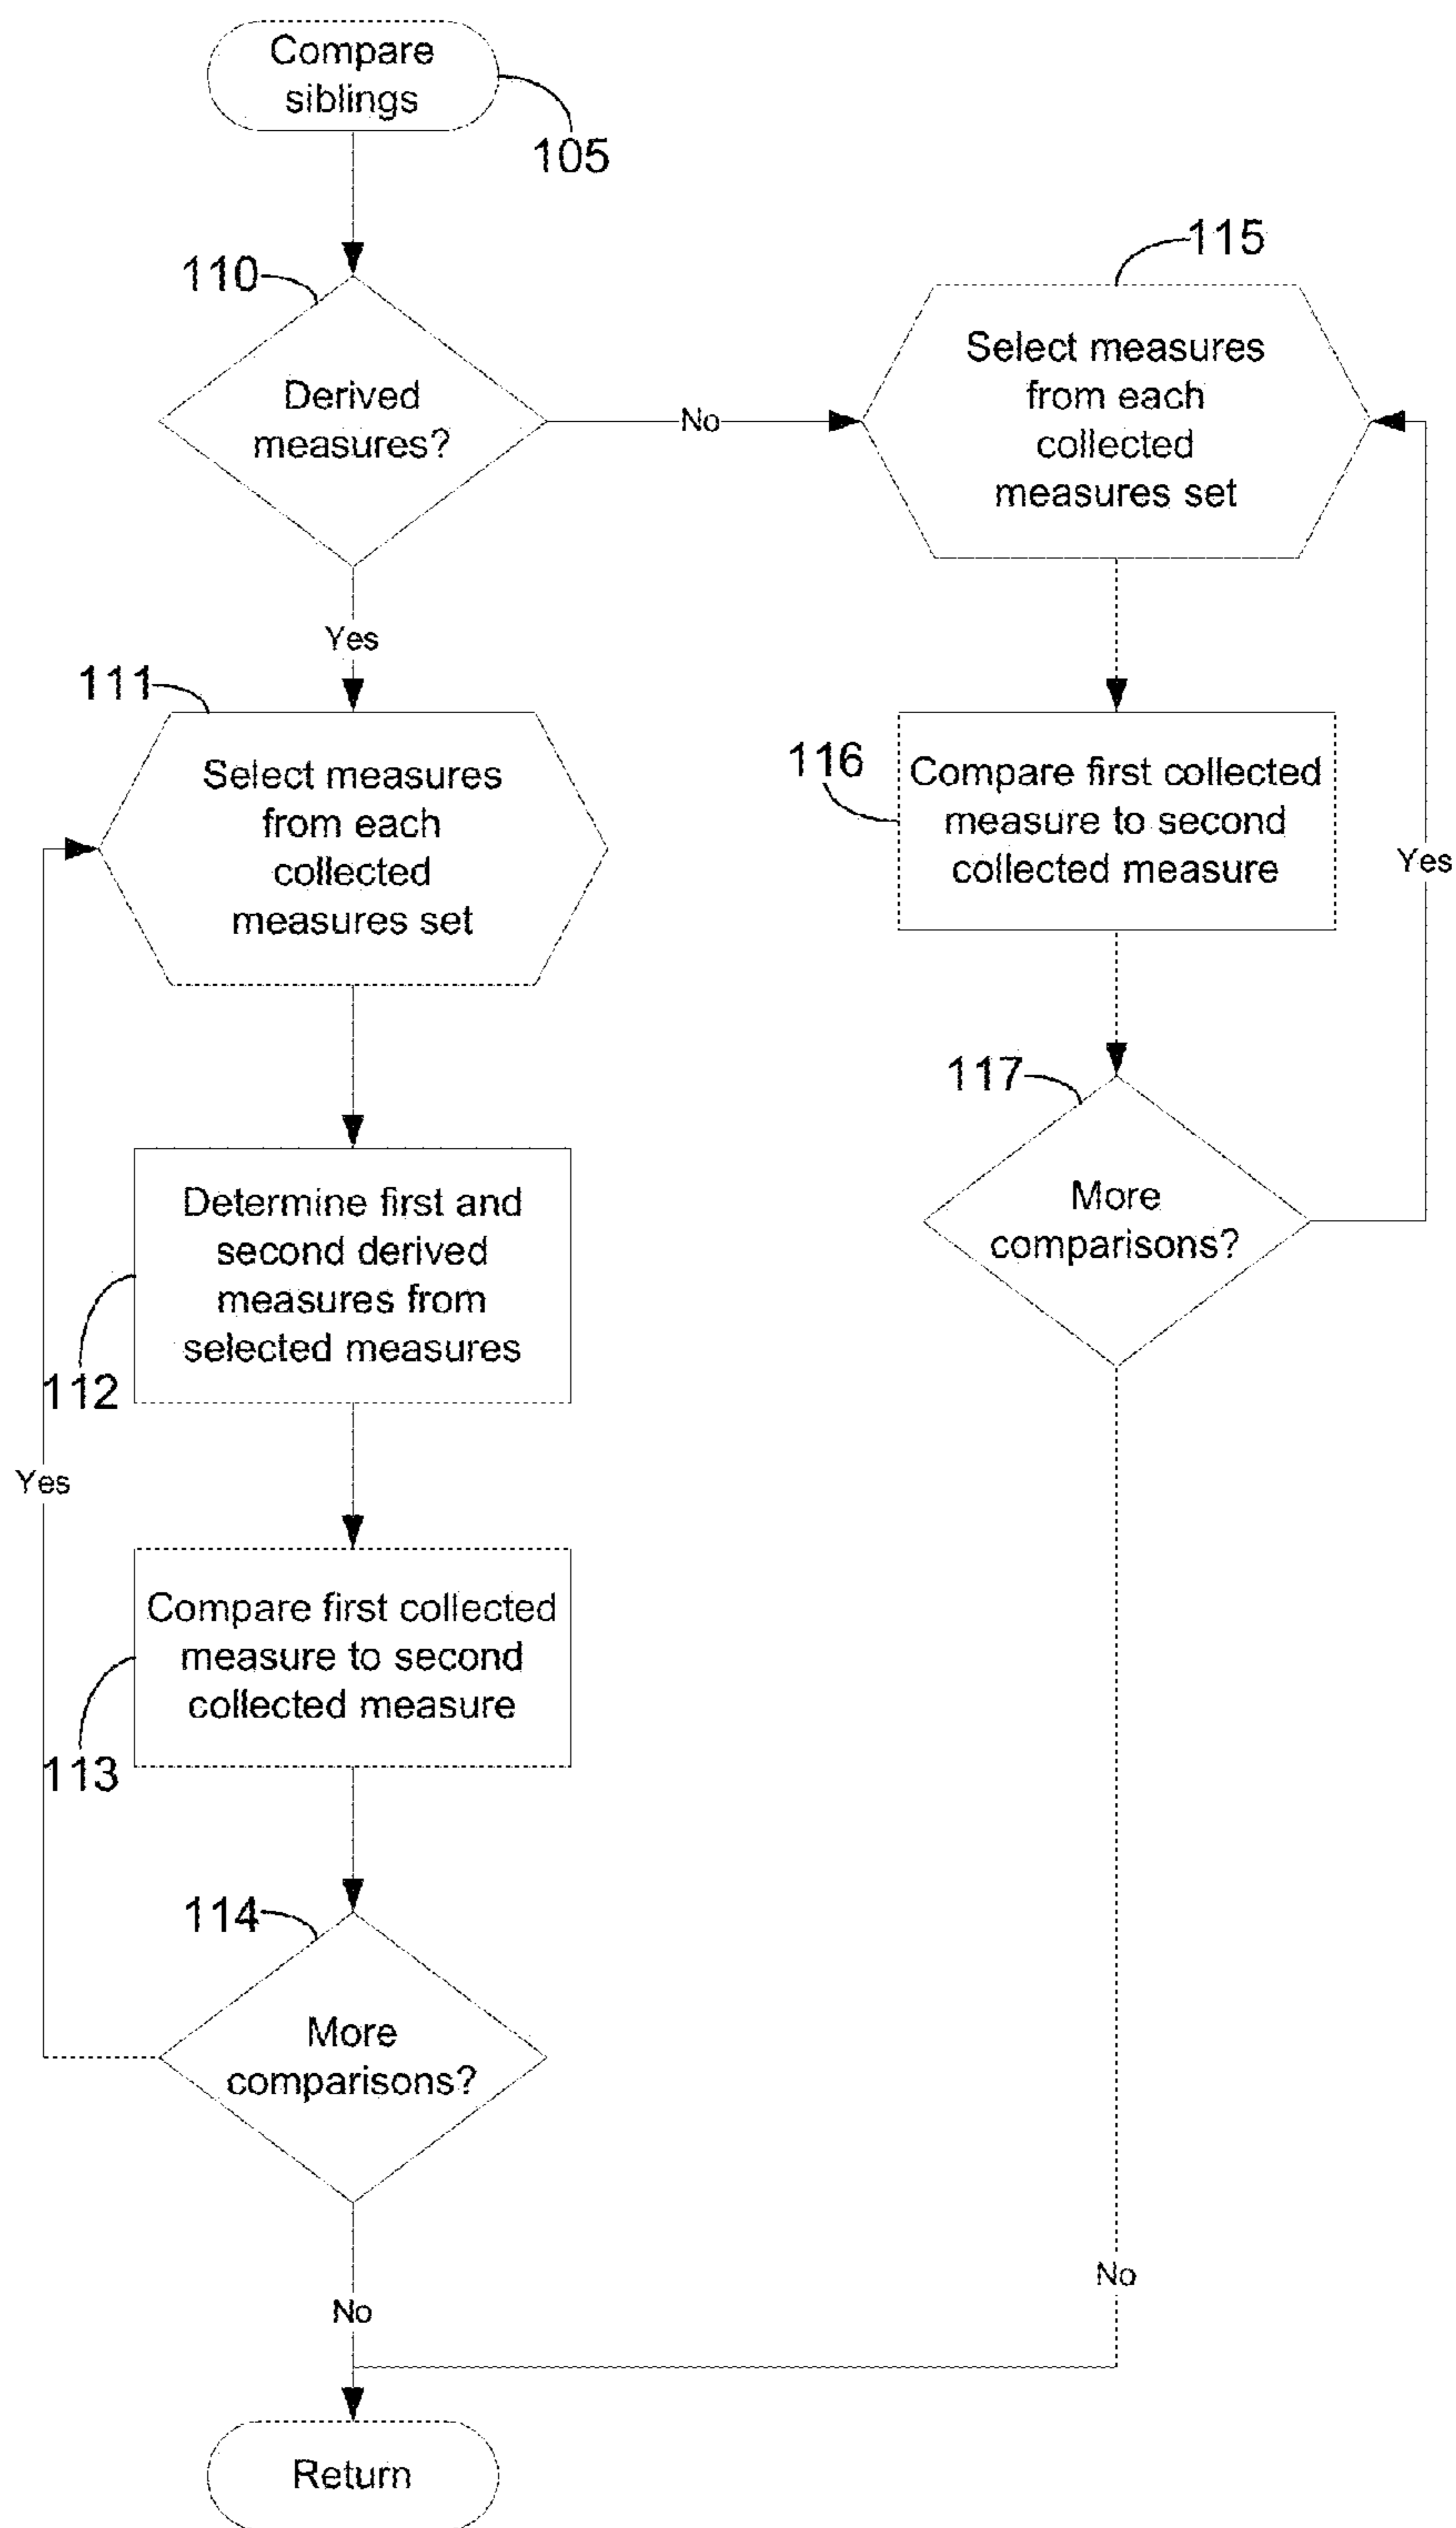 Compare
siblings
105
110
Derived
measures?
No
115
Select measures
from each
collected
measures set
Yes
111
Select measures
from each
collected
measures set
116
Compare first collected
measure to second
collected measure
Yes
117
More
comparisons?
Determine first and
second derived
measures from
selected measures
112
Yes
Compare first collected
measure to second
collected measure
113
114
More
comparisons?
No
No
Return